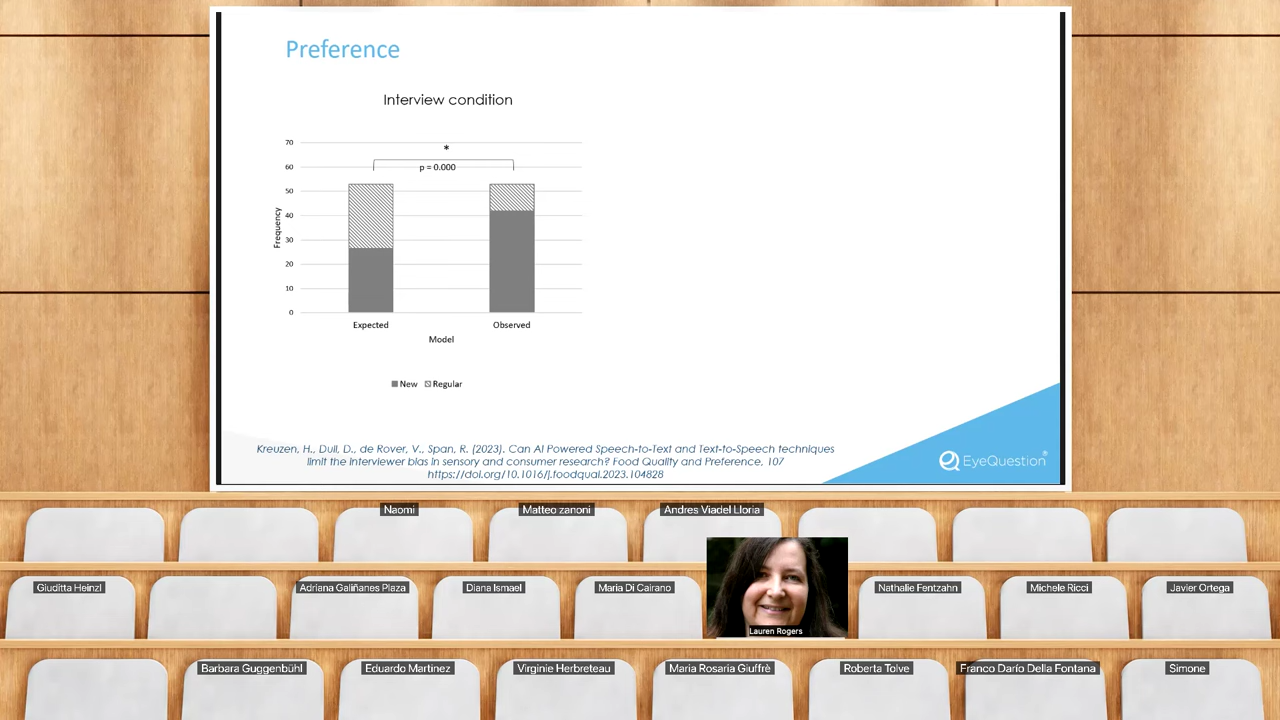 Preference
Interview condition
70
60
50
40
30
20
10
0
Frequency
*
p = 0.000
Expected
Observed
Model
New
Regular
Kreuzen, H., Dull, D., de Rover, V., Span, R. (2023). Can AI Powered Speech-to-Text and Text-to-Speech techniques
limit the interviewer bias in sensory and consumer research? Food Quality and Preference, 107
https://doi.org/10.1016/j.foodqual.2023.104828
EyeQuestion®
Naomi
Matteo zanoni
Andres Viadel Lloria
Giuditta Heinzl
Adriana Galiñanes Plaza
Diana Ismael
Maria Di Cairano
Lauren Rogers
Nathalie Fentzahn
Michele Ricci
Javier Ortega
Barbara Guggenbühl
Eduardo Martinez
Virginie Herbreteau
Maria Rosaria Giuffrè
Roberta Tolve
Franco Darío Della Fontana
Simone